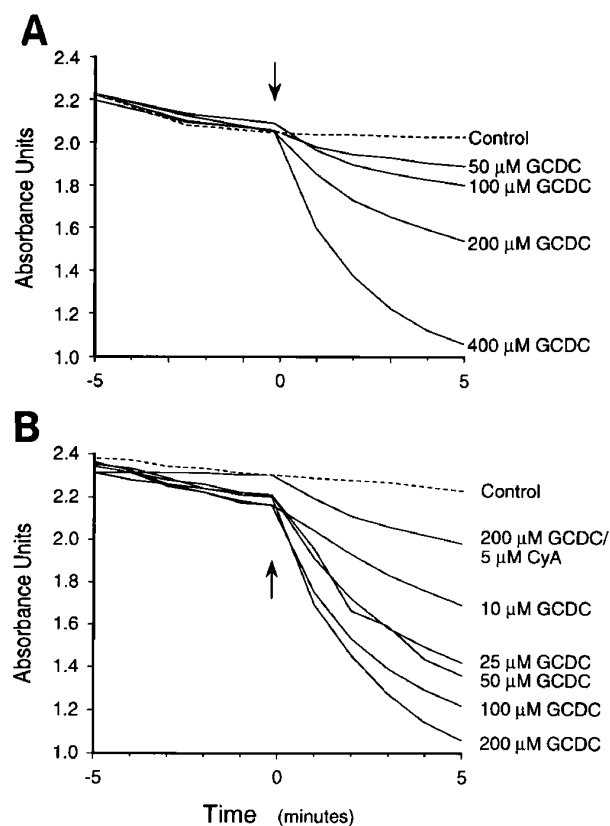 A
2.4
2.2
2.0
1.8
1.6
1.4
1.2
1.0
Absorbance Units
-5
0
5
Control
50 µM GCDC
100 µM GCDC
200 µM GCDC
400 µM GCDC
B
2.4
2.2
2.0
1.8
1.6
1.4
1.2
1.0
Absorbance Units
-5
0
5
Control
200 µM GCDC/
5 µM CyA
10 µM GCDC
25 µM GCDC
50 µM GCDC
100 µM GCDC
200 µM GCDC
Time (minutes)